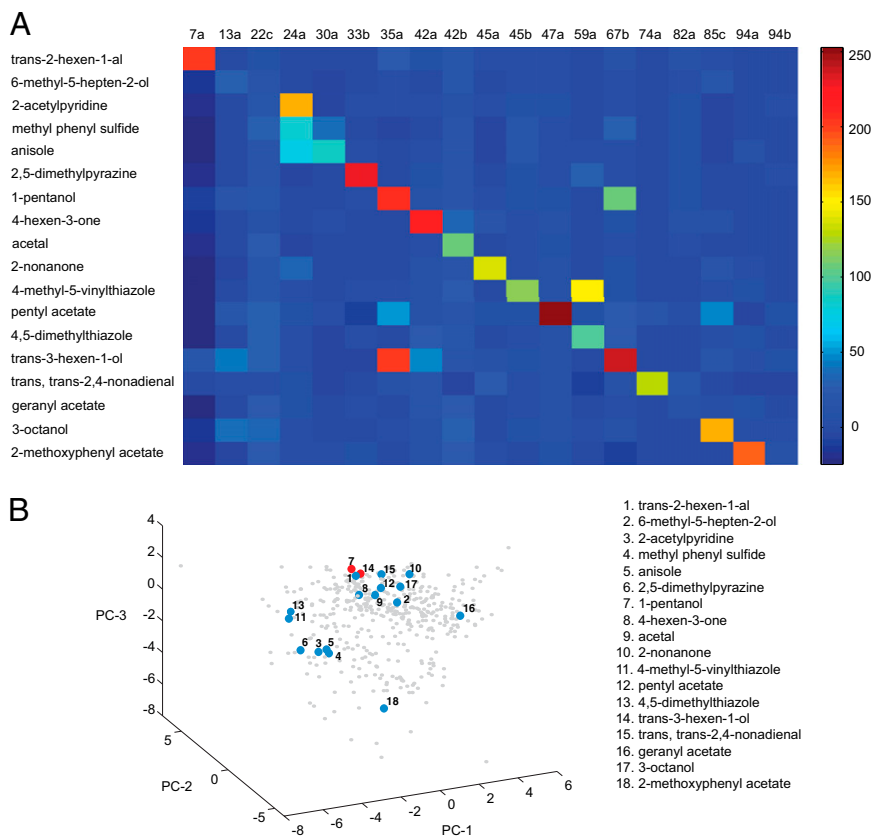 A
7a 13a 22c 24a 30a 33b 35a 42a 42b 45a 45b 47a 59a 67b 74a 82a 85c 94a 94b
trans-2-hexen-1-al
6-methyl-5-hepten-2-ol
2-acetylpyridine
methyl phenyl sulfide
anisole
2,5-dimethylpyrazine
1-pentanol
4-hexen-3-one
acetal
2-nonanone
4-methyl-5-vinylthiazole
pentyl acetate
4,5-dimethylthiazole
trans-3-hexen-1-ol
trans, trans-2,4-nonadienal
geranyl acetate
3-octanol
2-methoxyphenyl acetate
250
200
150
100
50
0
B
4
2
0
-2
-4
-6
-8
PC-3
5
0
-5
PC-2
-8 -6 -4 -2 0 2 4 6
PC-1
7
14
1
15
10
8
12
17
9
2
16
13
11
6
3
5
4
18
1. trans-2-hexen-1-al
2. 6-methyl-5-hepten-2-ol
3. 2-acetylpyridine
4. methyl phenyl sulfide
5. anisole
6. 2,5-dimethylpyrazine
7. 1-pentanol
8. 4-hexen-3-one
9. acetal
10. 2-nonanone
11. 4-methyl-5-vinylthiazole
12. pentyl acetate
13. 4,5-dimethylthiazole
14. trans-3-hexen-1-ol
15. trans, trans-2,4-nonadienal
16. geranyl acetate
17. 3-octanol
18. 2-methoxyphenyl acetate